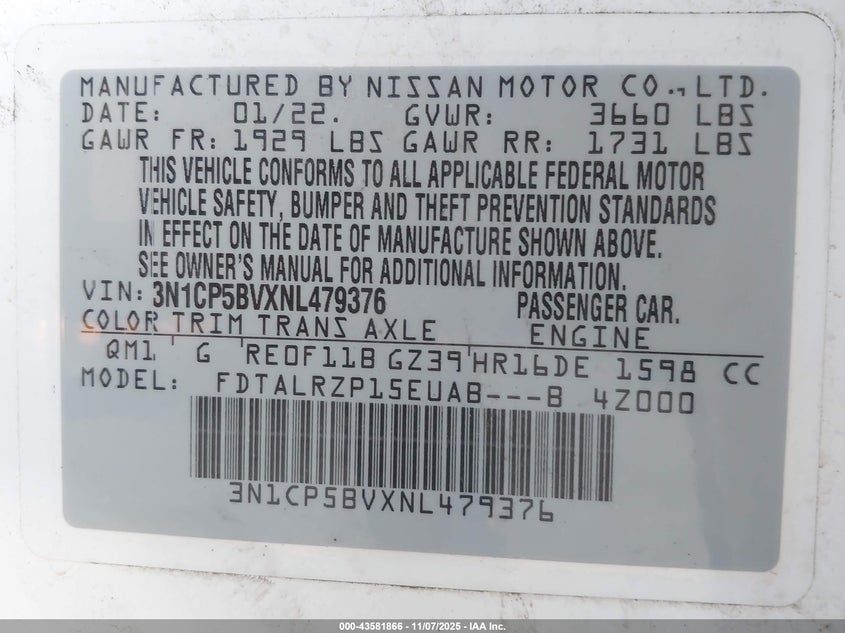 MANUFACTURED BY NISSAN MOTOR CO., LTD.
DATE: 01/22. GVWR: 3660 LBS
GAWR FR: 1929 LBS GAWR RR: 1731 LBS
THIS VEHICLE CONFORMS TO ALL APPLICABLE FEDERAL MOTOR
VEHICLE SAFETY, BUMPER AND THEFT PREVENTION STANDARDS
IN EFFECT ON THE DATE OF MANUFACTURE SHOWN ABOVE.
SEE OWNER'S MANUAL FOR ADDITIONAL INFORMATION.
VIN: 3N1CP5BVXNL479376 PASSENGER CAR.
COLOR TRIM TRANS AXLE ENGINE
QM1 G RE0F11B GZ39 HR16DE 1598 CC
MODEL: FDTALRZP15EUAB---B 4Z000
3N1CP5BVXNL479376
000-43581866 — 11/07/2025 — IAA Inc.